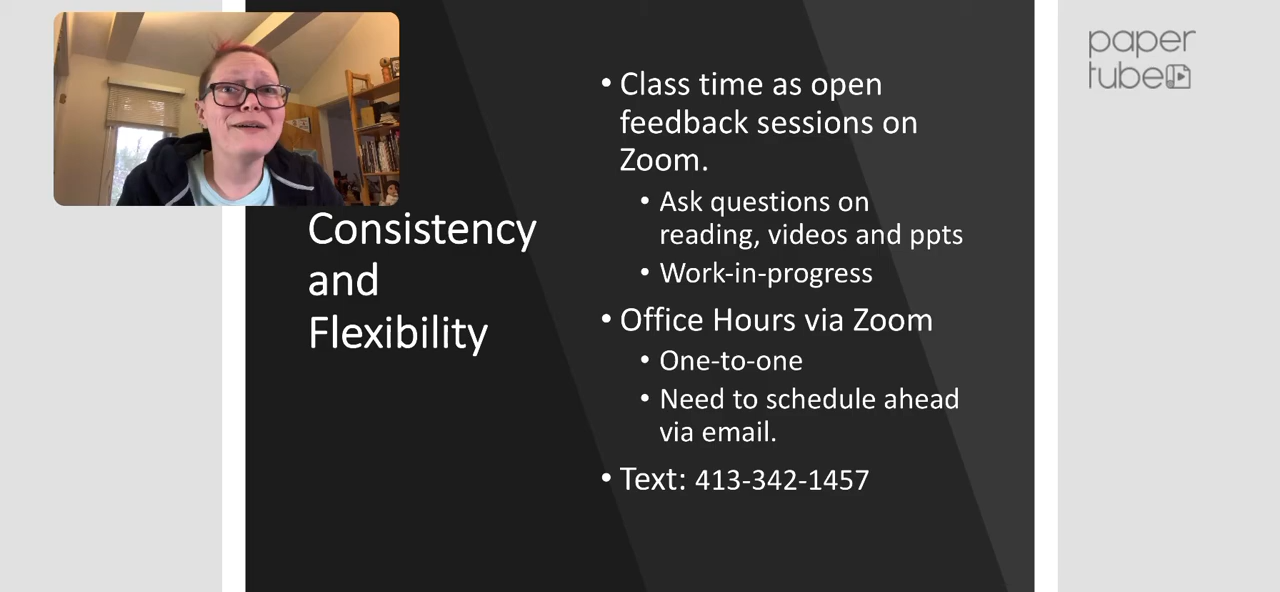 paper
tube
Consistency
and
Flexibility
• Class time as open
feedback sessions on
Zoom.
• Ask questions on
reading, videos and ppts
• Work-in-progress
• Office Hours via Zoom
• One-to-one
• Need to schedule ahead
via email.
• Text: 413-342-1457